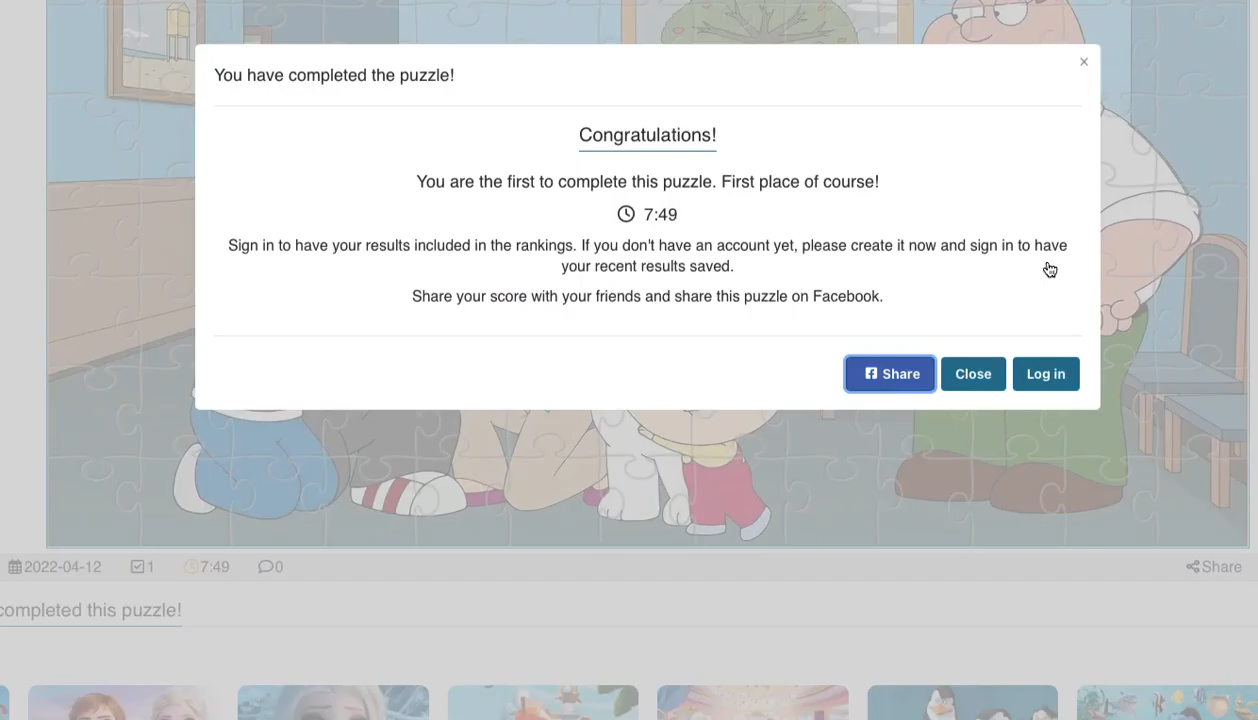 You have completed the puzzle!
×
Congratulations!
You are the first to complete this puzzle. First place of course!
7:49
Sign in to have your results included in the rankings. If you don't have an account yet, please create it now and sign in to have
your recent results saved.
Share your score with your friends and share this puzzle on Facebook.
Share Close Log in
2022-04-12 1 7:49 0 Share
completed this puzzle!